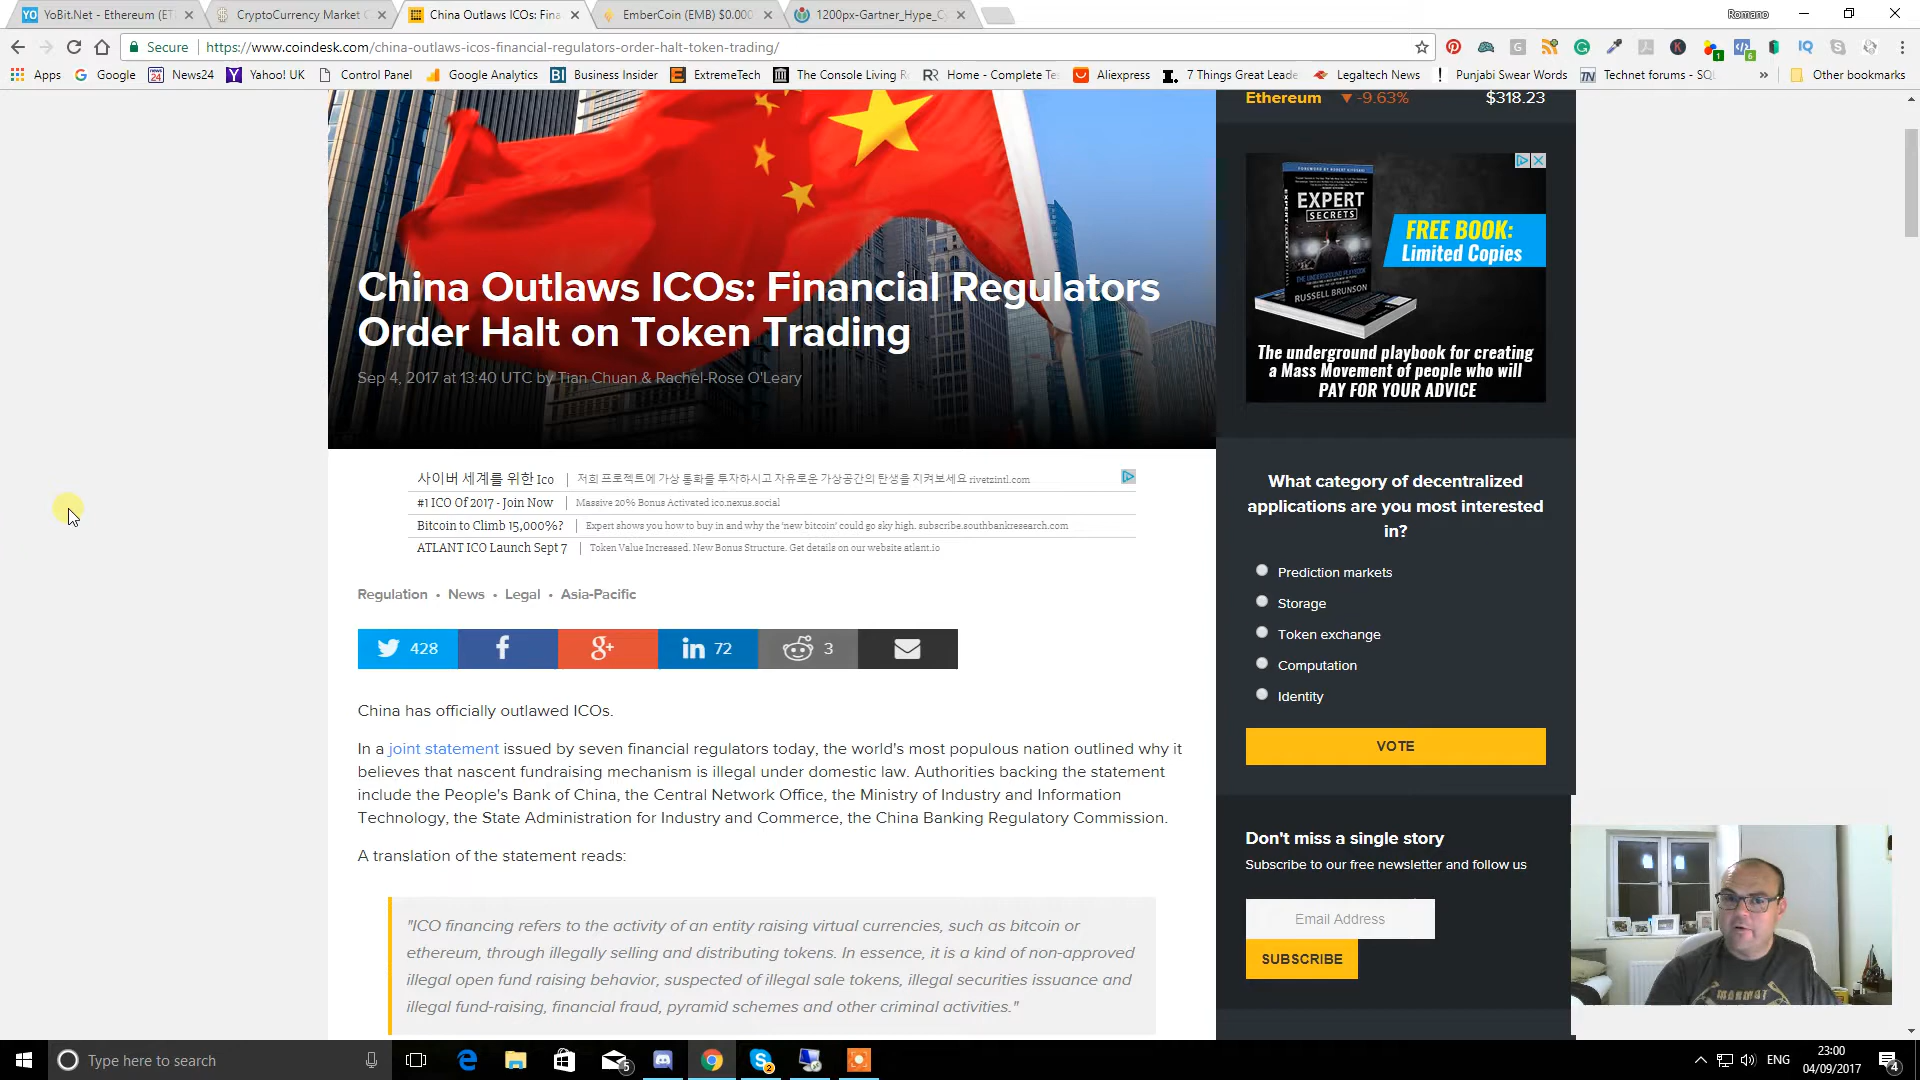 YO YoBit.Net - Ethereum (ET
CryptoCurrency Market C
China Outlaws ICOs: Fina
EmberCoin (EMB) $0.000
1200px-Gartner_Hype_C
Romano
Secure
https://www.coindesk.com/china-outlaws-icos-financial-regulators-order-halt-token-trading/
Apps
Google
News24
Yahoo! UK
Control Panel
Google Analytics
BI Business Insider
ExtremeTech
The Console Living R
RR Home - Complete Te
Aliexpress
7 Things Great Leade
Legaltech News
Punjabi Swear Words
TN Technet forums - SQL
»
Other bookmarks
Ethereum ▼ -9.63% $318.23
China Outlaws ICOs: Financial Regulators
Order Halt on Token Trading
Sep 4, 2017 at 13:40 UTC by Tian Chuan & Rachel-Rose O'Leary
EXPERT
SECRETS
RUSSELL BRUNSON
FREE BOOK:
Limited Copies
The underground playbook for creating
a Mass Movement of people who will
PAY FOR YOUR ADVICE
사이버 세계를 위한 Ico | 저희 프로젝트에 가상 통화를 투자하시고 자유로운 가상공간의 탄생을 지켜보세요 rivetzintl.com
#1 ICO Of 2017 - Join Now | Massive 20% Bonus Activated ico.nexus.social
Bitcoin to Climb 15,000%? | Expert shows you how to buy in and why the 'new bitcoin' could go sky high. subscribe.southbankresearch.com
ATLANT ICO Launch Sept 7 | Token Value Increased. New Bonus Structure. Get details on our website atlant.io
Regulation • News • Legal • Asia-Pacific
428
f
g+
in 72
3
China has officially outlawed ICOs.
In a joint statement issued by seven financial regulators today, the world's most populous nation outlined why it
believes that nascent fundraising mechanism is illegal under domestic law. Authorities backing the statement
include the People's Bank of China, the Central Network Office, the Ministry of Industry and Information
Technology, the State Administration for Industry and Commerce, the China Banking Regulatory Commission.
A translation of the statement reads:
"ICO financing refers to the activity of an entity raising virtual currencies, such as bitcoin or
ethereum, through illegally selling and distributing tokens. In essence, it is a kind of non-approved
illegal open fund raising behavior, suspected of illegal sale tokens, illegal securities issuance and
illegal fund-raising, financial fraud, pyramid schemes and other criminal activities."
What category of decentralized
applications are you most interested
in?
Prediction markets
Storage
Token exchange
Computation
Identity
VOTE
Don't miss a single story
Subscribe to our free newsletter and follow us
Email Address
SUBSCRIBE
Type here to search
5
2
ENG
23:00
04/09/2017
4